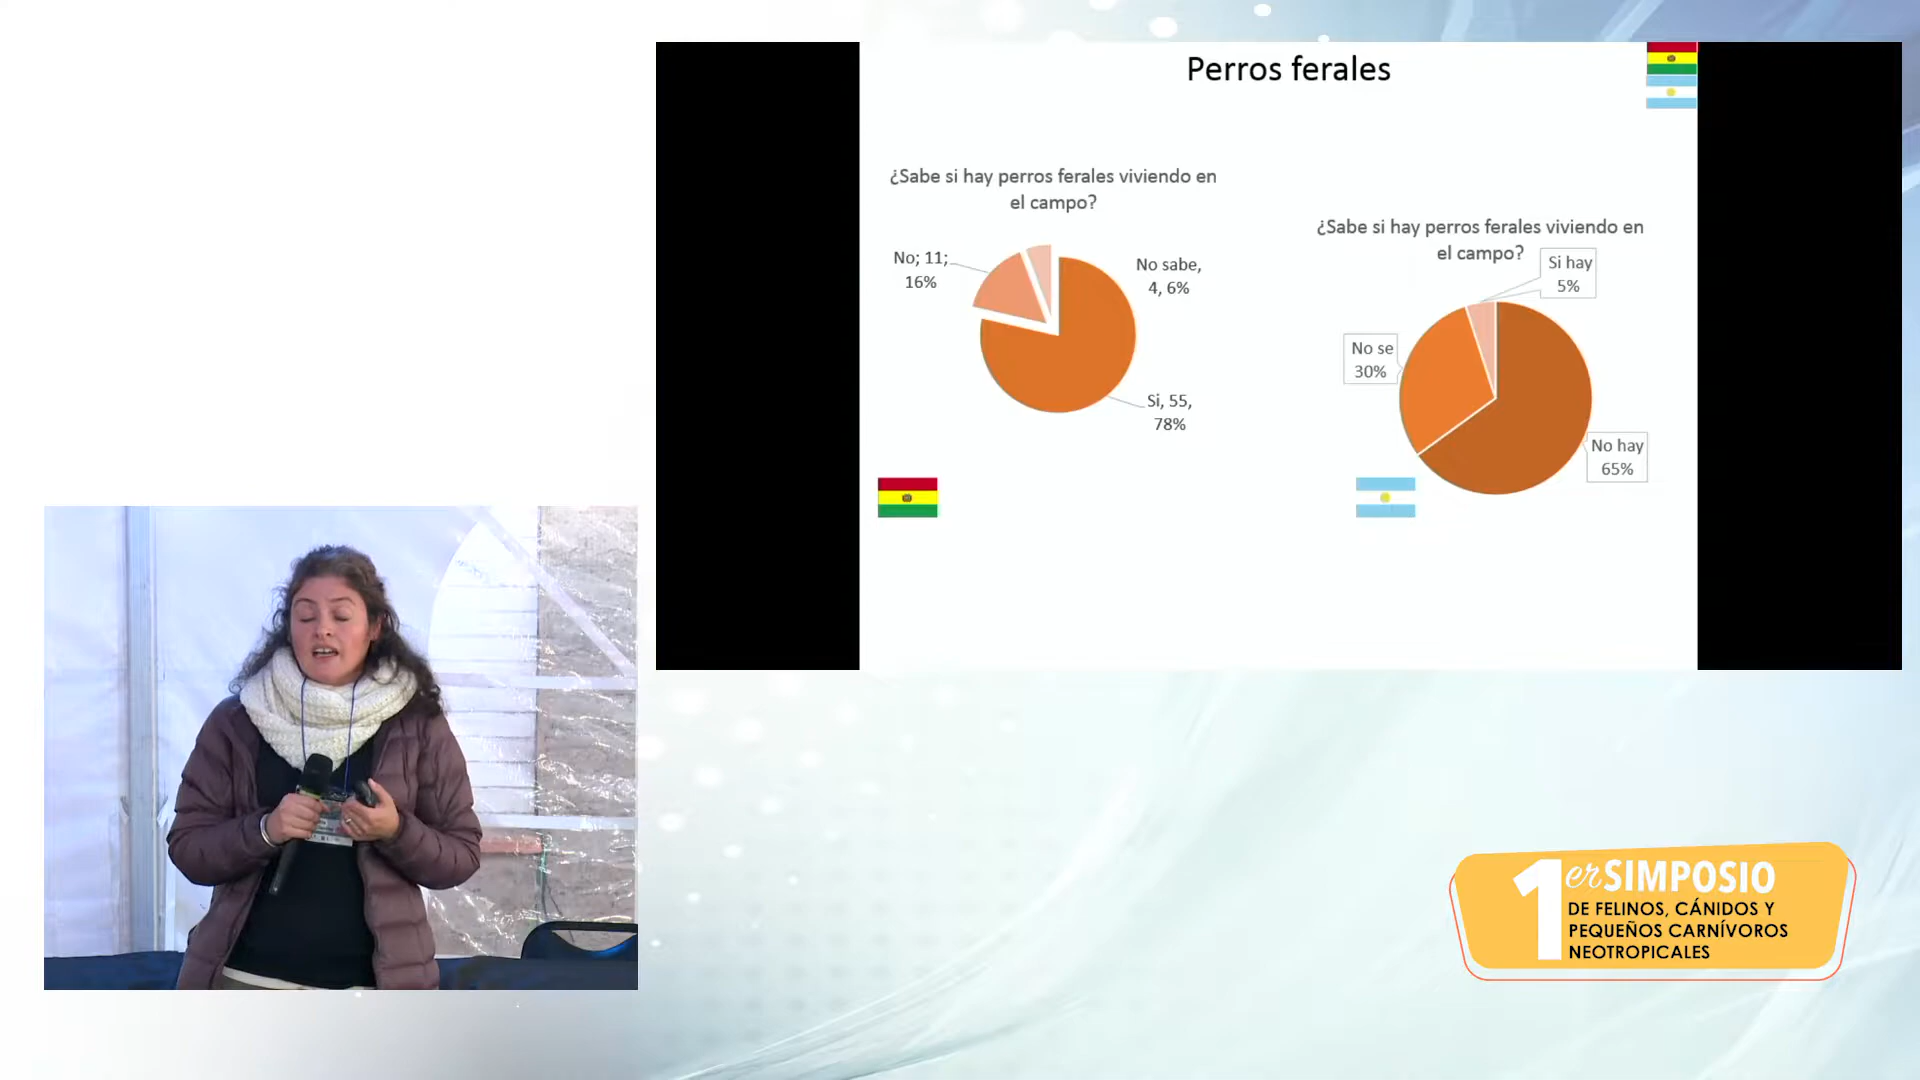 Perros ferales
¿Sabe si hay perros ferales viviendo en
el campo?
No; 11;
16%
No sabe,
4, 6%
Si, 55,
78%
¿Sabe si hay perros ferales viviendo en
el campo?
Si hay
5%
No se
30%
No hay
65%
1er SIMPOSIO
DE FELINOS, CÁNIDOS Y
PEQUEÑOS CARNÍVOROS
NEOTROPICALES